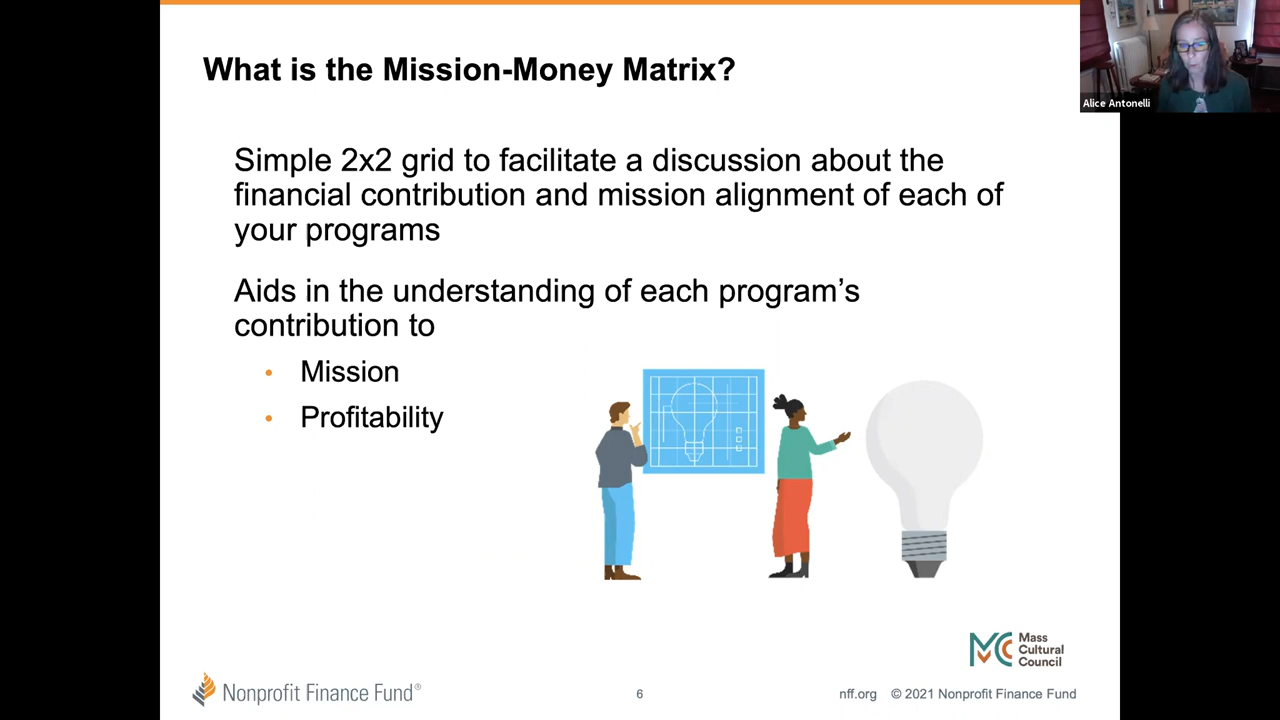 What is the Mission-Money Matrix?
Alice Antonelli
Simple 2x2 grid to facilitate a discussion about the
financial contribution and mission alignment of each of
your programs
Aids in the understanding of each program’s
contribution to
• Mission
• Profitability
Mass
Cultural
Council
Nonprofit Finance Fund®
6
nff.org © 2021 Nonprofit Finance Fund